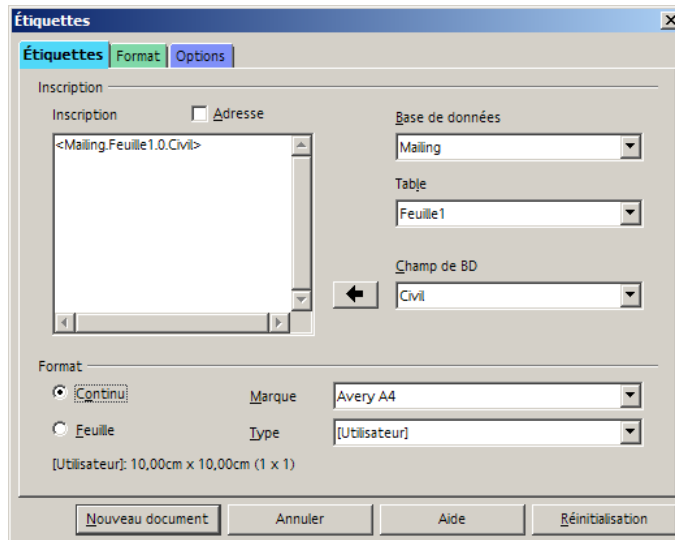 Étiquettes
Étiquettes Format Options
Inscription
Inscription Adresse
<Mailing.Feuille1.0.Civil>
Base de données
Mailing
Table
Feuille1
Champ de BD
Civil
Format
Continu Marque Avery A4
Feuille Type [Utilisateur]
[Utilisateur]: 10,00cm x 10,00cm (1 x 1)
Nouveau document Annuler Aide Réinitialisation